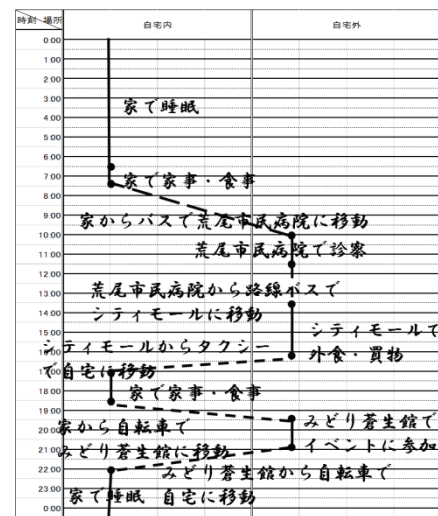 時刻 場所 自宅内 自宅外
0:00
1:00
2:00
3:00
家で睡眠
4:00
5:00
6:00
7:00
家で家事・食事
8:00
9:00
家からバスで荒尾市民病院に移動
10:00
荒尾市民病院で診察
11:00
12:00
13:00
荒尾市民病院から路線バスで
シティモールに移動
14:00
15:00
シティモールで
外食・買物
16:00
シティモールからタクシー
で自宅に移動
17:00
18:00
家で家事・食事
19:00
20:00
家から自転車で
みどり蒼生館に移動
みどり蒼生館で
イベントに参加
21:00
22:00
みどり蒼生館から自転車で
自宅に移動
23:00
家で睡眠
0:00